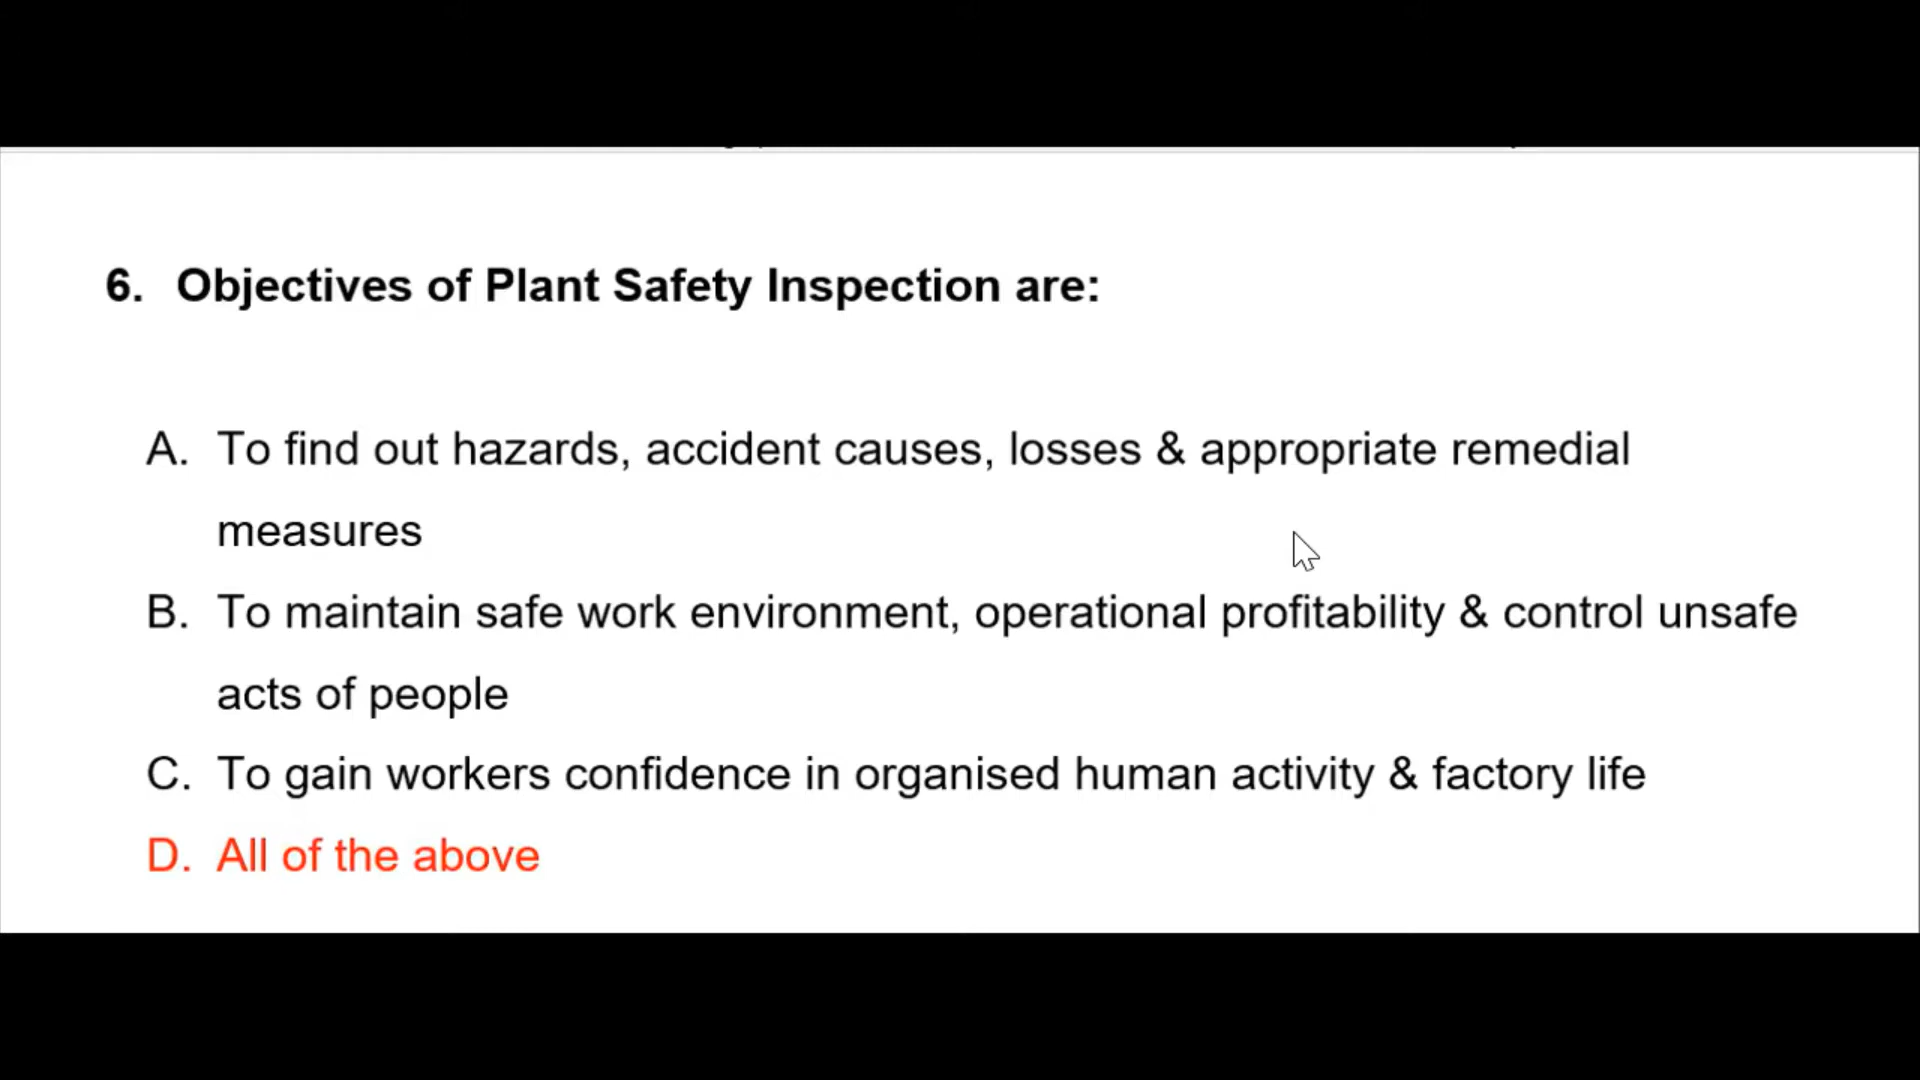 6. Objectives of Plant Safety Inspection are:
A. To find out hazards, accident causes, losses & appropriate remedial
measures
B. To maintain safe work environment, operational profitability & control unsafe
acts of people
C. To gain workers confidence in organised human activity & factory life
D. All of the above